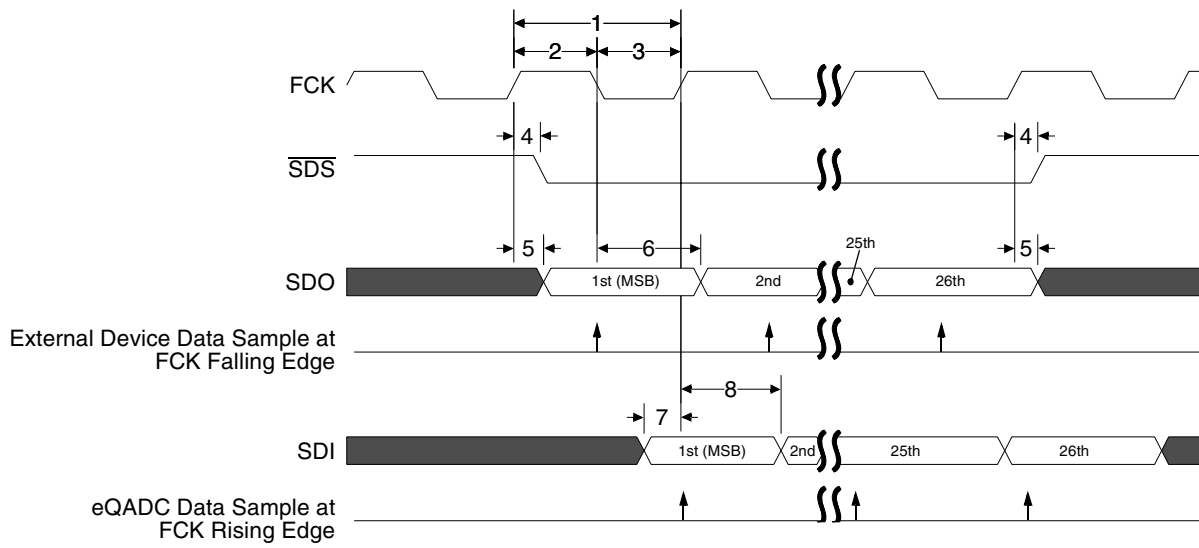 1
2 3
FCK
4 4
SDS
5 6 25th 5
SDO 1st (MSB) 2nd 26th
External Device Data Sample at
FCK Falling Edge
8
7
SDI 1st (MSB) 2nd 25th 26th
eQADC Data Sample at
FCK Rising Edge